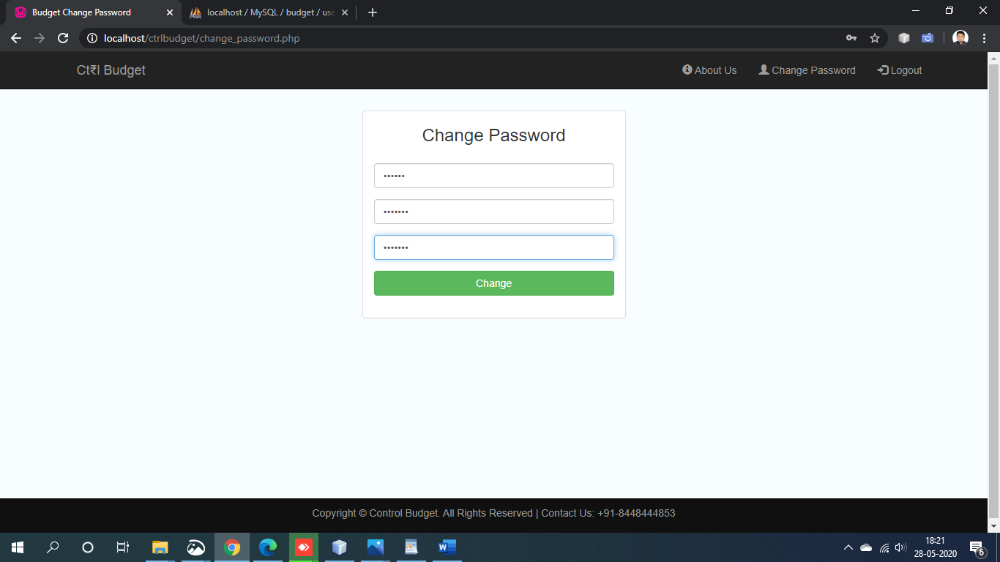 Budget Change Password
localhost / MySQL / budget / use
localhost/ctrlbudget/change_password.php
Ct₹l Budget
About Us
Change Password
Logout
Change Password
••••••
•••••••
•••••••
Change
Copyright © Control Budget. All Rights Reserved | Contact Us: +91-8448444853
18:21
28-05-2020
6